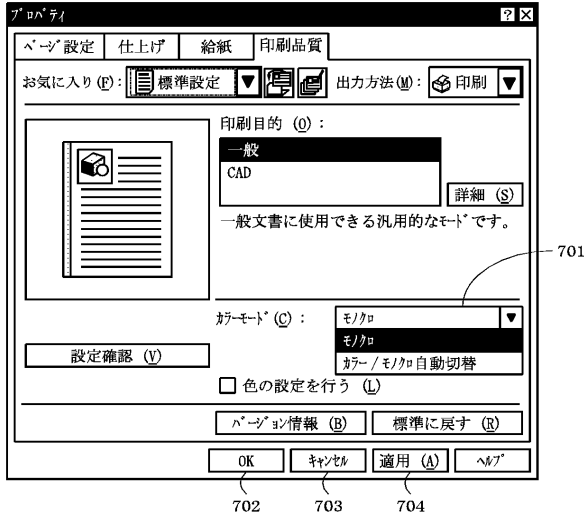 ﾌﾟﾛﾊﾟﾃｨ ? ×
ﾍﾟｰｼﾞ設定 仕上げ 給紙 印刷品質
お気に入り(F): 標準設定 出力方法(M): 印刷
印刷目的 (O):
一般
CAD
詳細 (S)
一般文書に使用できる汎用的なﾓｰﾄﾞです。
701
ｶﾗｰﾓｰﾄﾞ(C): ﾓﾉｸﾛ
ﾓﾉｸﾛ
設定確認 (V) ｶﾗｰ/ﾓﾉｸﾛ自動切替
色の設定を行う (L)
ﾊﾞｰｼﾞｮﾝ情報 (B) 標準に戻す (R)
OK ｷｬﾝｾﾙ 適用 (A) ﾍﾙﾌﾟ
702 703 704